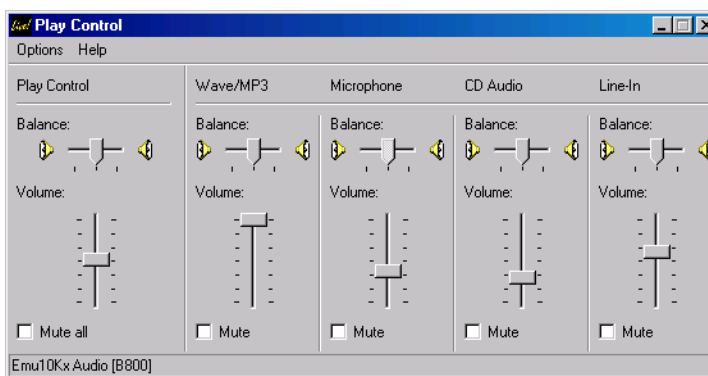 Live! Play Control
Options Help
Play Control Wave/MP3 Microphone CD Audio Line-In
Balance: Balance: Balance: Balance: Balance:
Volume: Volume: Volume: Volume: Volume:
Mute all Mute Mute Mute Mute
Emu10Kx Audio [B800]